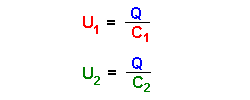 U₁ = Q / C₁
U₂ = Q / C₂